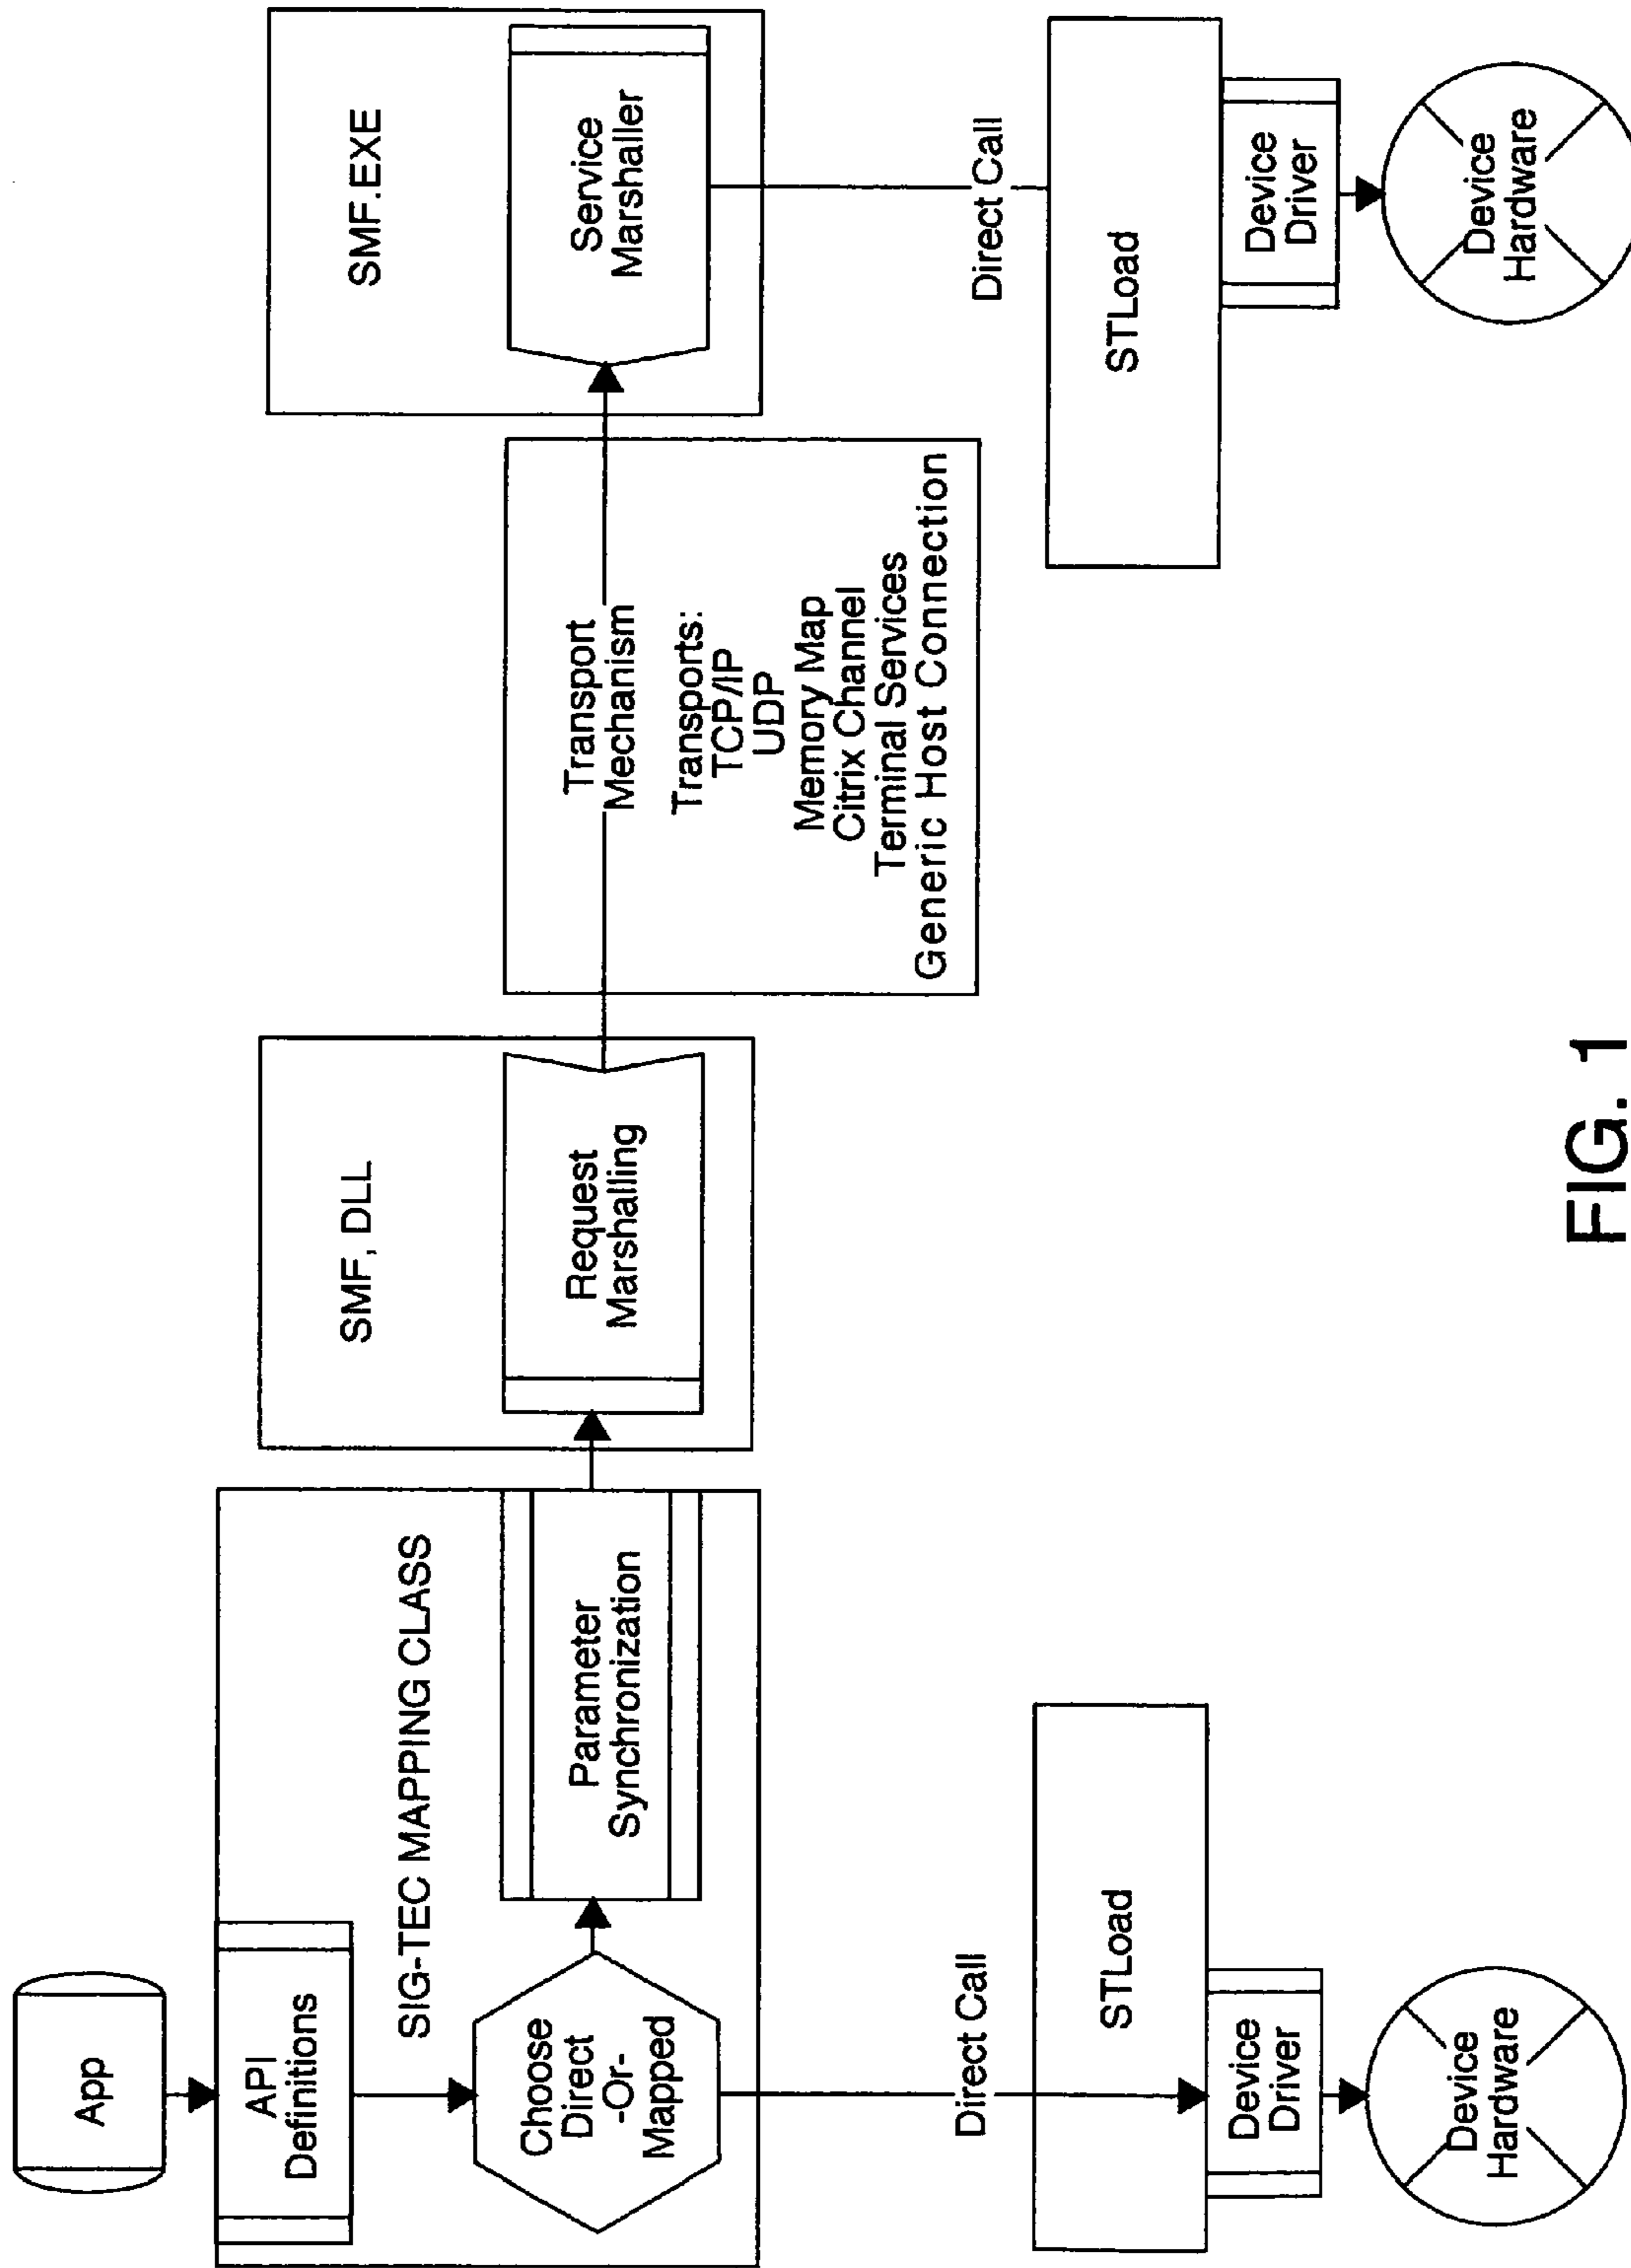 App
API
Definitions
SIG-TEC MAPPING CLASS
Choose
Direct
-Or-
Mapped
Parameter
Synchronization
SMF, DLL
Request
Marshalling
Transport
Mechanism
Transports:
TCP/IP
UDP
Memory Map
Citrix Channel
Terminal Services
Generic Host Connection
SMF.EXE
Service
Marshaller
Direct Call
STLoad
Device
Driver
Device
Hardware
Direct Call
STLoad
Device
Driver
Device
Hardware
FIG. 1